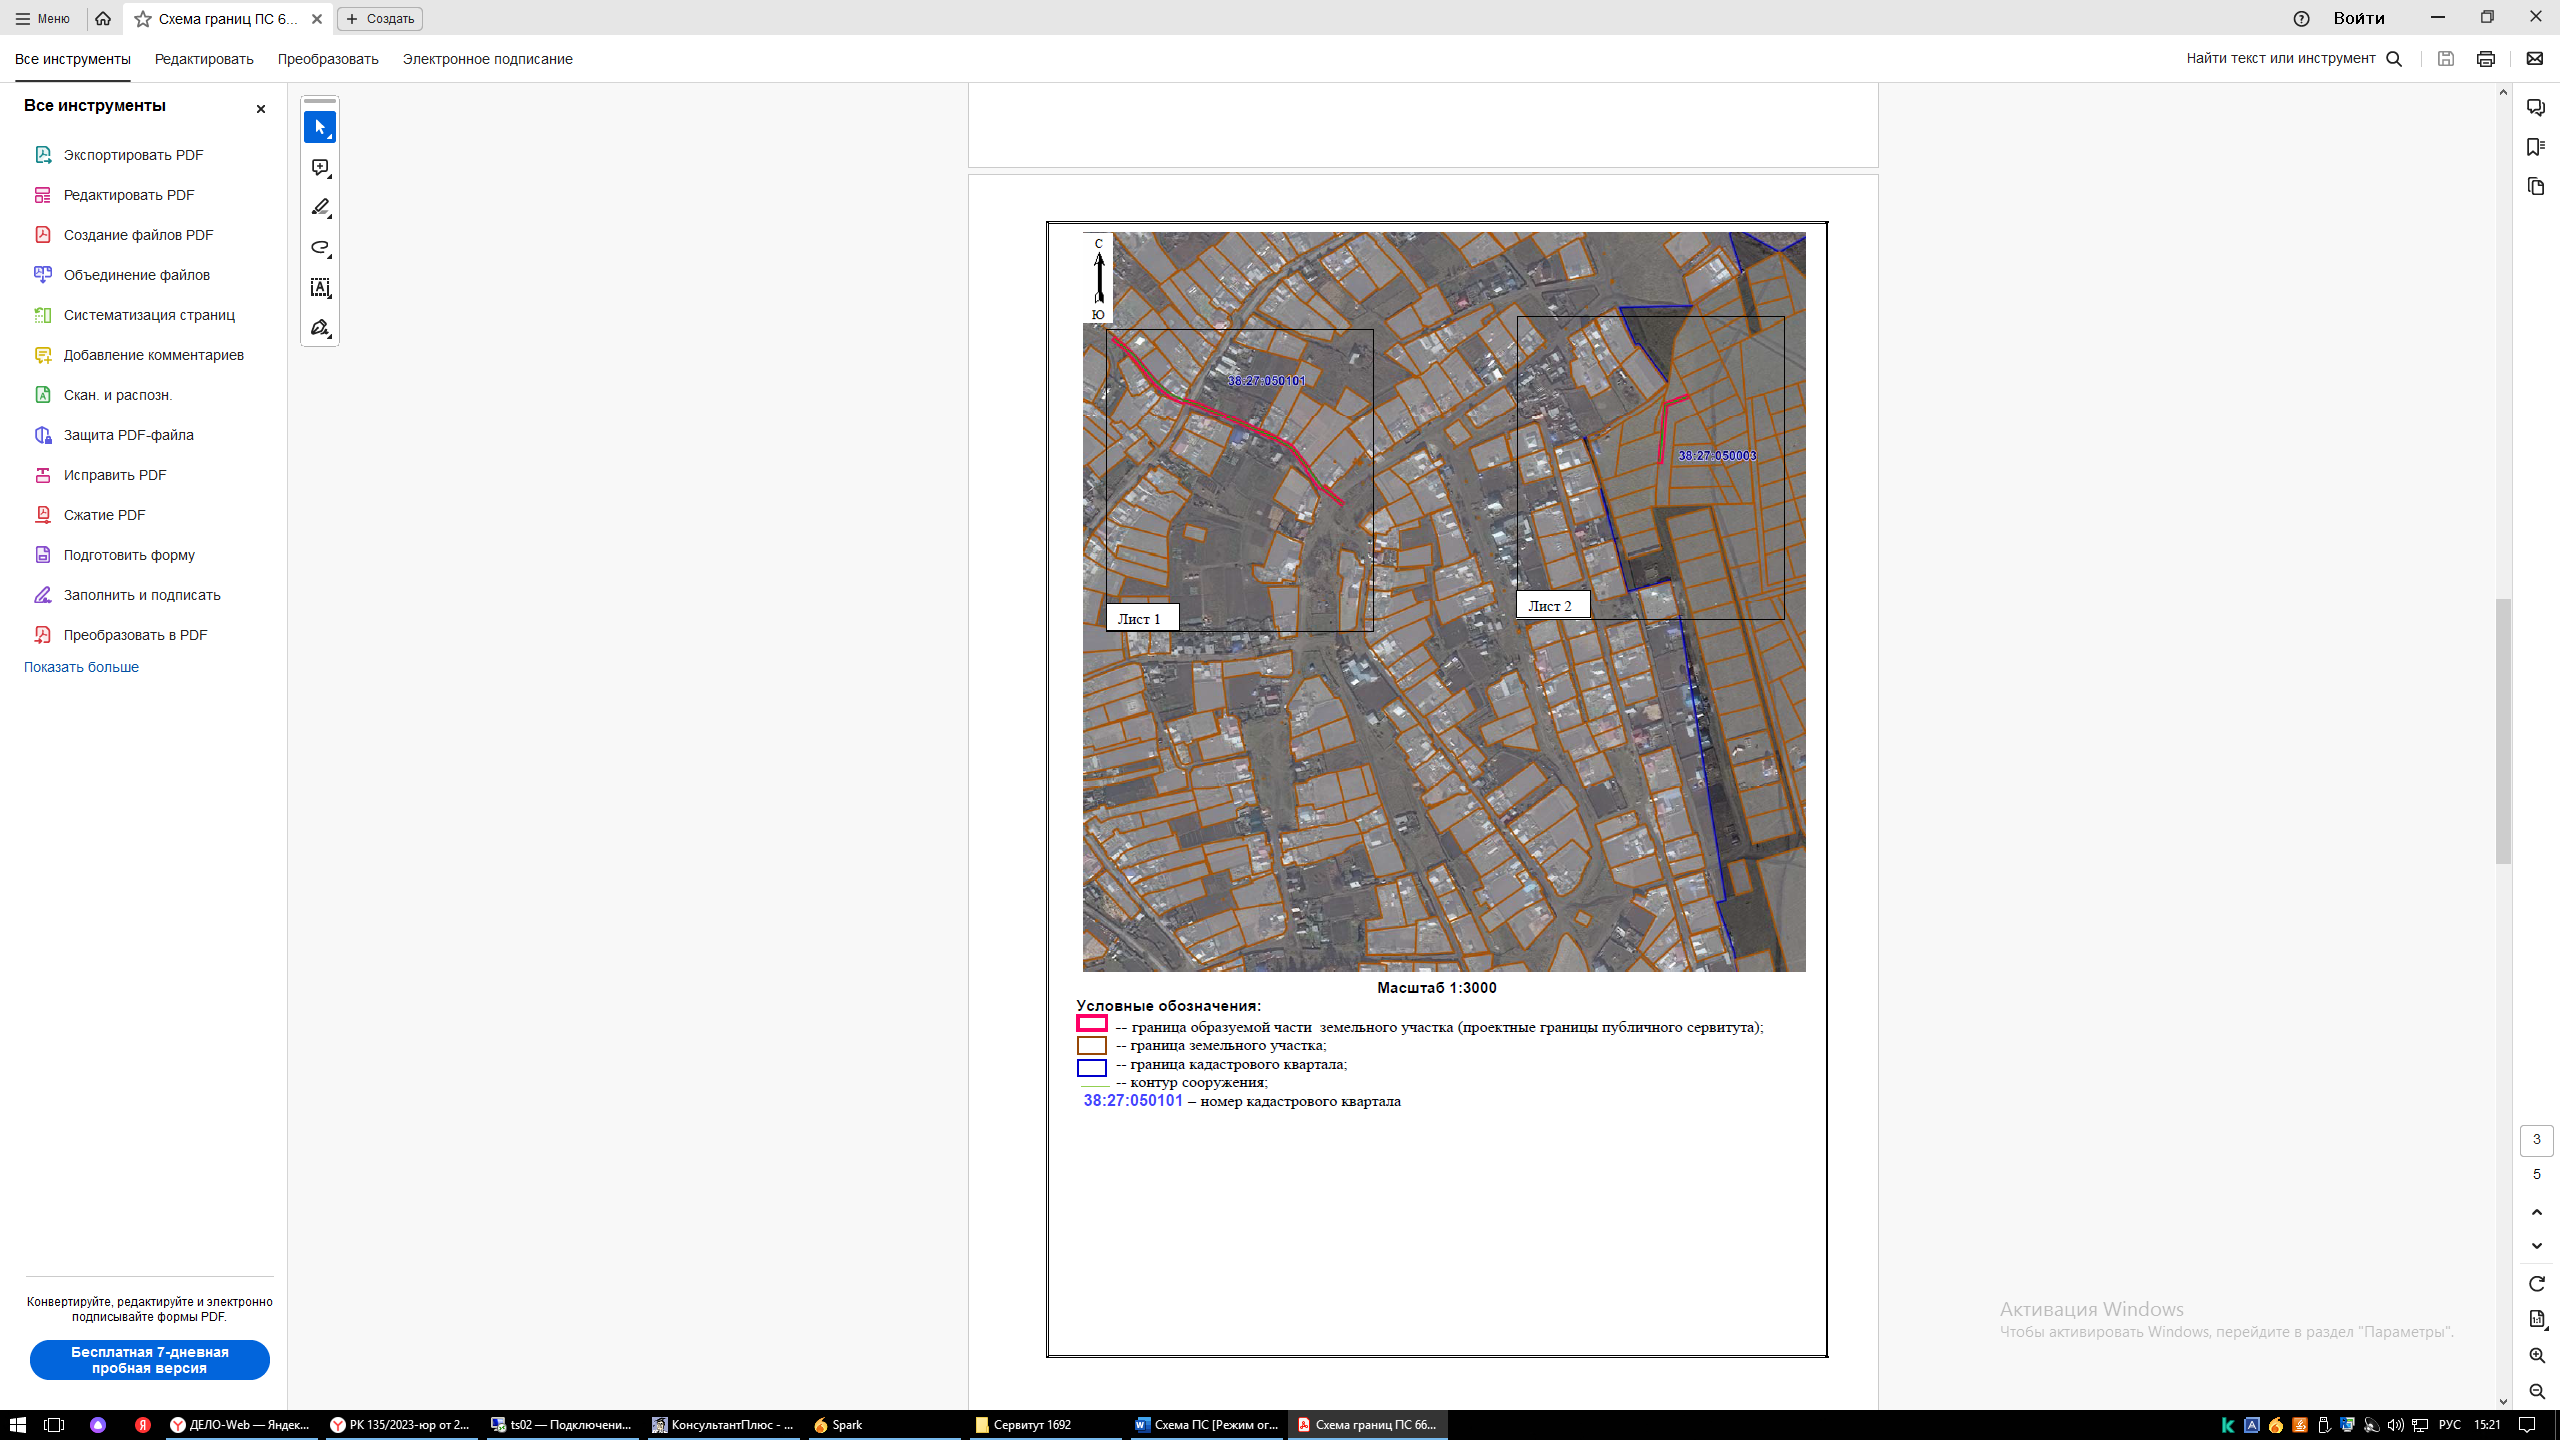 Меню
Схема границ ПС 6...
Создать
Войти
Все инструменты
Редактировать
Преобразовать
Электронное подписание
Найти текст или инструмент
Все инструменты
Экспортировать PDF
Редактировать PDF
Создание файлов PDF
Объединение файлов
Систематизация страниц
Добавление комментариев
Скан. и распозн.
Защита PDF-файла
Исправить PDF
Сжатие PDF
Подготовить форму
Заполнить и подписать
Преобразовать в PDF
Показать больше
Конвертируйте, редактируйте и электронно
подписывайте формы PDF.
Бесплатная 7-дневная
пробная версия
С
Ю
38:27:050101
38:27:050003
Лист 1
Лист 2
Масштаб 1:3000
Условные обозначения:
-- граница образуемой части земельного участка (проектные границы публичного сервитута);
-- граница земельного участка;
-- граница кадастрового квартала;
-- контур сооружения;
38:27:050101 – номер кадастрового квартала
3
5
Активация Windows
Чтобы активировать Windows, перейдите в раздел "Параметры".
ДЕЛО-Web — Яндек...
РК 135/2023-юр от 2...
ts02 — Подключени...
КонсультантПлюс - ...
Spark
Сервитут 1692
Схема ПС [Режим ог...
Схема границ ПС 66...
РУС
15:21